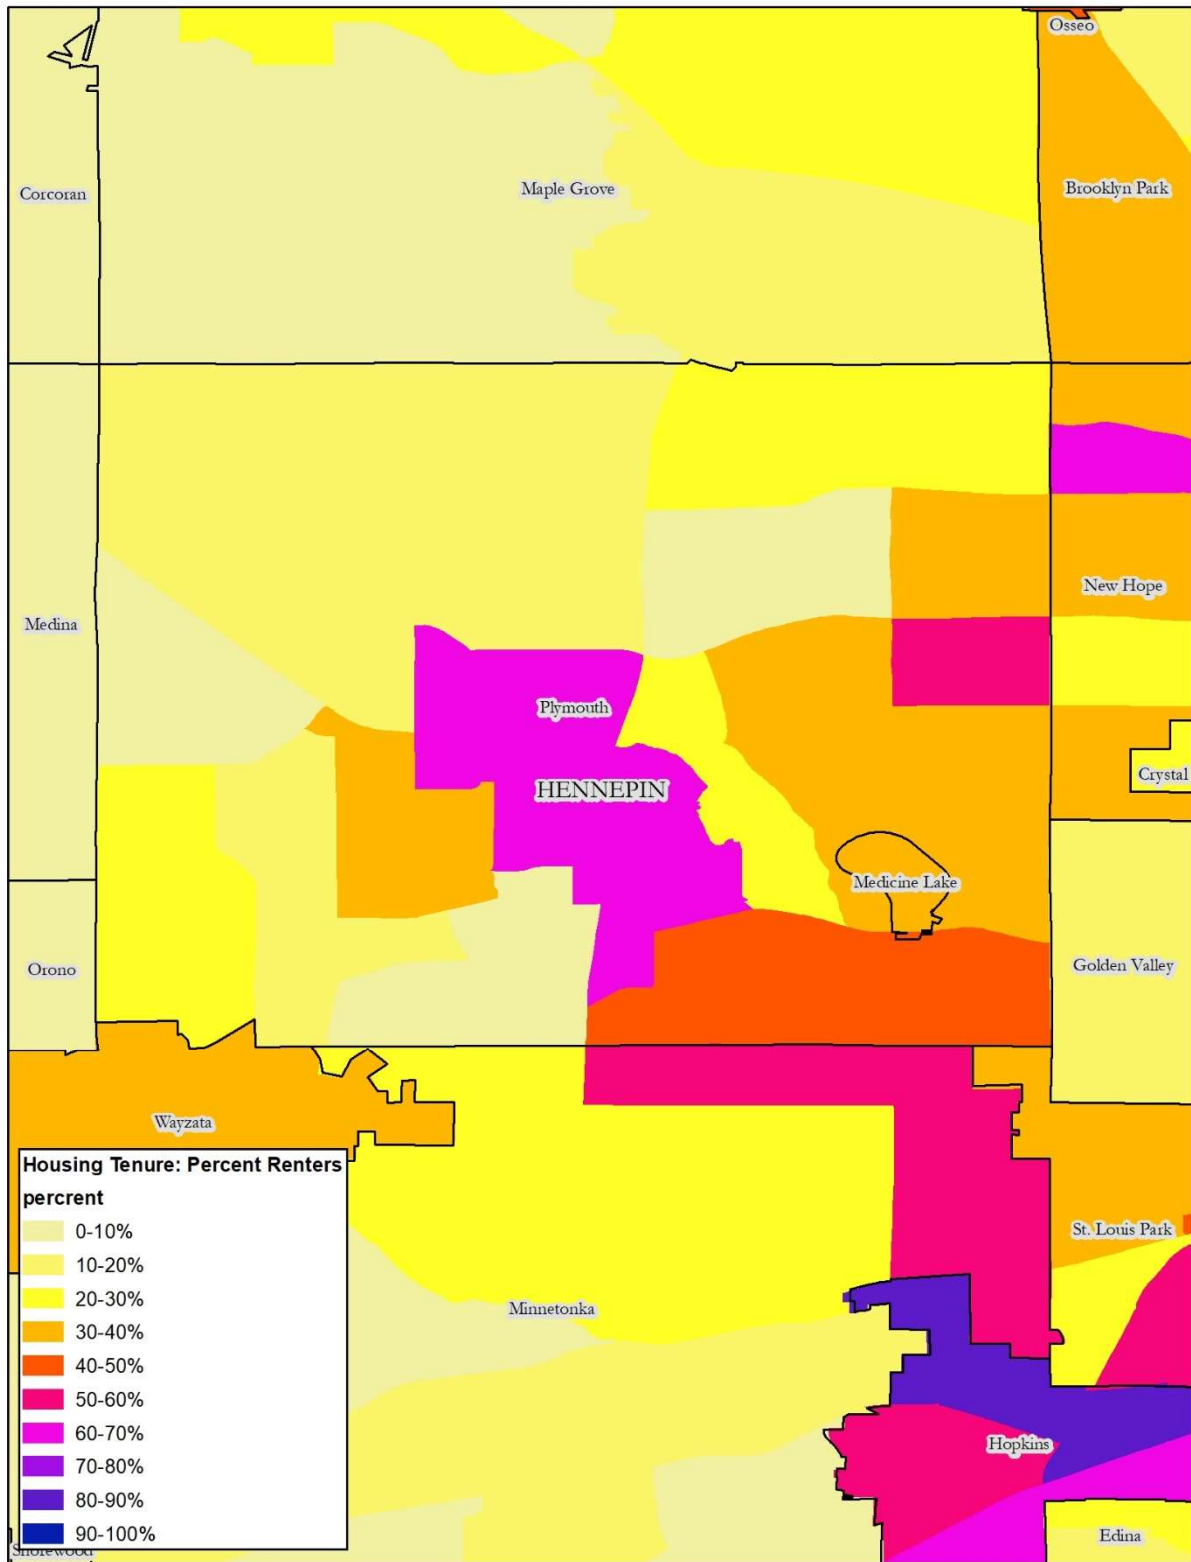 Osseo
Corcoran
Maple Grove
Brooklyn Park
New Hope
Medina
Plymouth
Crystal
HENNEPIN
Medicine Lake
Orono
Golden Valley
Wayzata
St. Louis Park
Minnetonka
Hopkins
Edina
Housing Tenure: Percent Renters
percrent
0-10%
10-20%
20-30%
30-40%
40-50%
50-60%
60-70%
70-80%
80-90%
90-100%
Shorewood